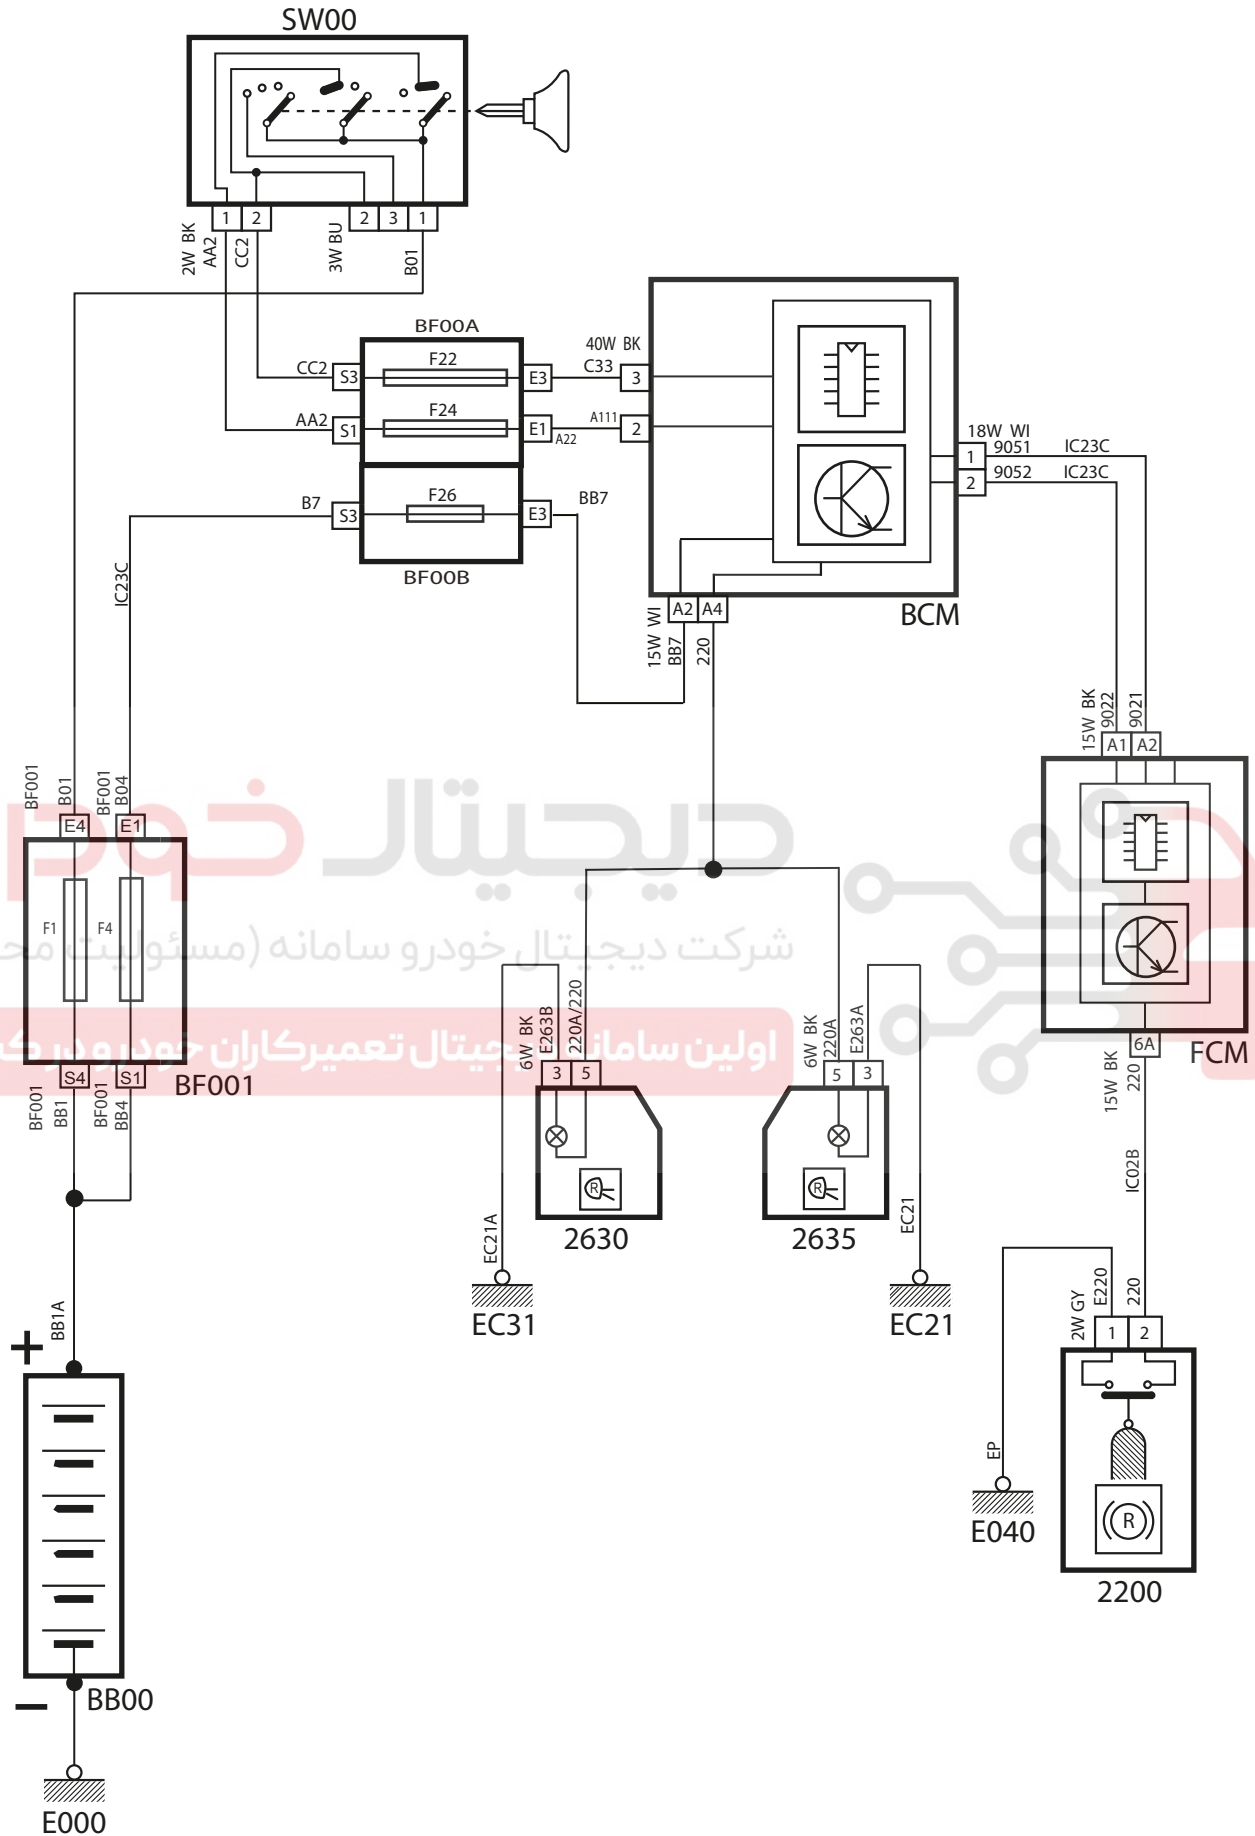 SW00
1
2
2
3
1
2W BK
AA2
CC2
3W BU
B01
BF00A
F22
CC2
S3
E3
40W BK
C33
3
F24
AA2
S1
E1
A22
A111
2
F26
B7
S3
E3
BB7
BF00B
18W WI
9051
1
IC23C
9052
2
IC23C
A2
A4
BCM
15W WI
BB7
220
IC23C
15W BK
9022
9021
A1
A2
BF001
B01
BF001
B04
E4
E1
F1
F4
S4
S1
BF001
BF001
BB1
BF001
BB4
دیجیتال خودر
شرکت دیجیتال خودرو سامانه (مسئولیت مح
اولین سامان یجیتال تعمیرکاران خودرو در ک
6W BK
E263B
220A/220
6W BK
220A
E263A
3
5
5
3
2630
2635
EC21A
EC21
EC31
EC21
6A
FCM
15W BK
220
IC02B
2W GY
E220
220
1
2
EP
E040
R
R
R
2200
BB1A
+
–
BB00
E000